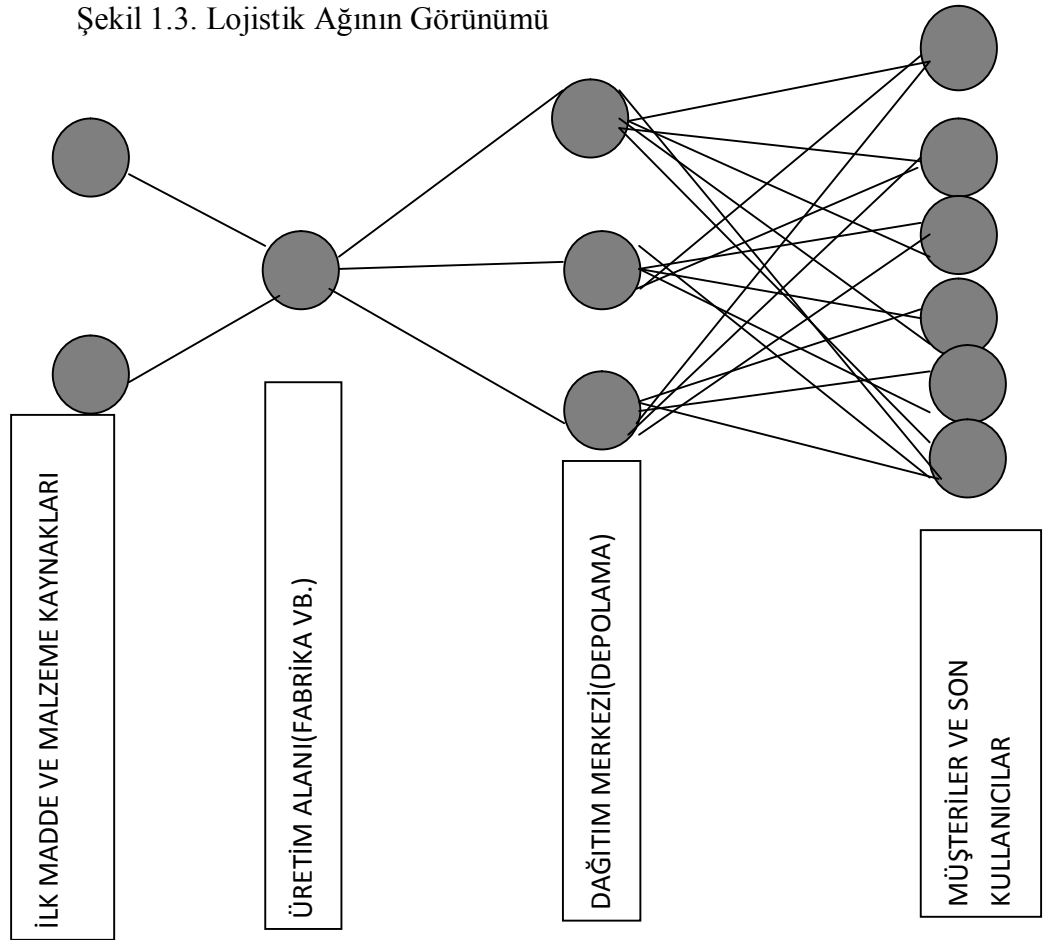 Şekil 1.3. Lojistik Ağının Görünümü
İLK MADDE VE MALZEME KAYNAKLARI
ÜRETİM ALANI(FABRİKA VB.)
DAĞITIM MERKEZİ(DEPOLAMA)
MÜŞTERİLER VE SON
KULLANICILAR